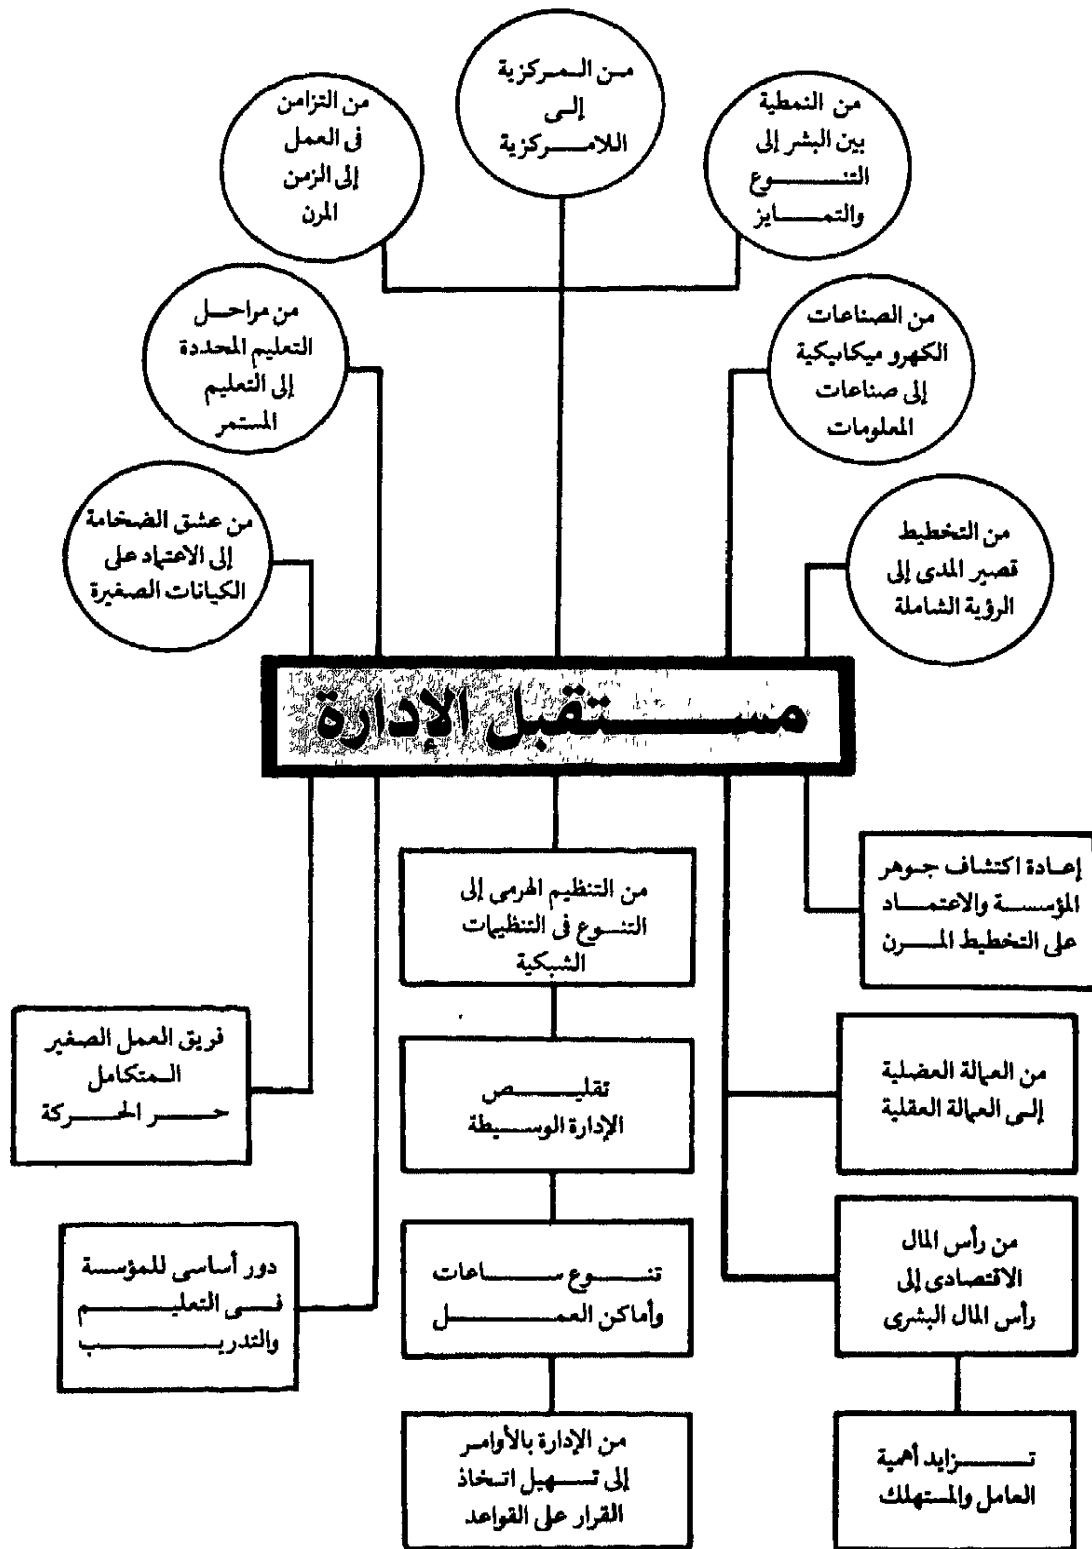 من المركزية
إلى
اللامركزية
من النمطية
بين البشر إلى
التنوع
والتمايز
من التزامن
فى العمل
إلى الزمن
المرن
من الصناعات
الكهرو ميكانيكية
إلى صناعات
المعلومات
من مراحل
التعليم المحددة
إلى التعليم
المستمر
من التخطيط
قصير المدى إلى
الرؤية الشاملة
من عشق الضخامة
إلى الاعتماد على
الكيانات الصغيرة
مستقبل الإدارة
إعادة اكتشاف جوهر
المؤسسة والاعتماد
على التخطيط المرن
من التنظيم الهرمى إلى
التنوع فى التنظيمات
الشبكية
من العمالة العضلية
إلى العمالة العقلية
تقليص
الإدارة الوسيطة
فريق العمل الصغير
المتكامل
حر الحركة
من رأس المال
الاقتصادى إلى
رأس المال البشرى
تنوع ساعات
وأماكن العمل
دور أساسى للمؤسسة
فى التعليم
والتدريب
تزايد أهمية
العامل والمستهلك
من الإدارة بالأوامر
إلى تسهيل اتخاذ
القرار على القواعد